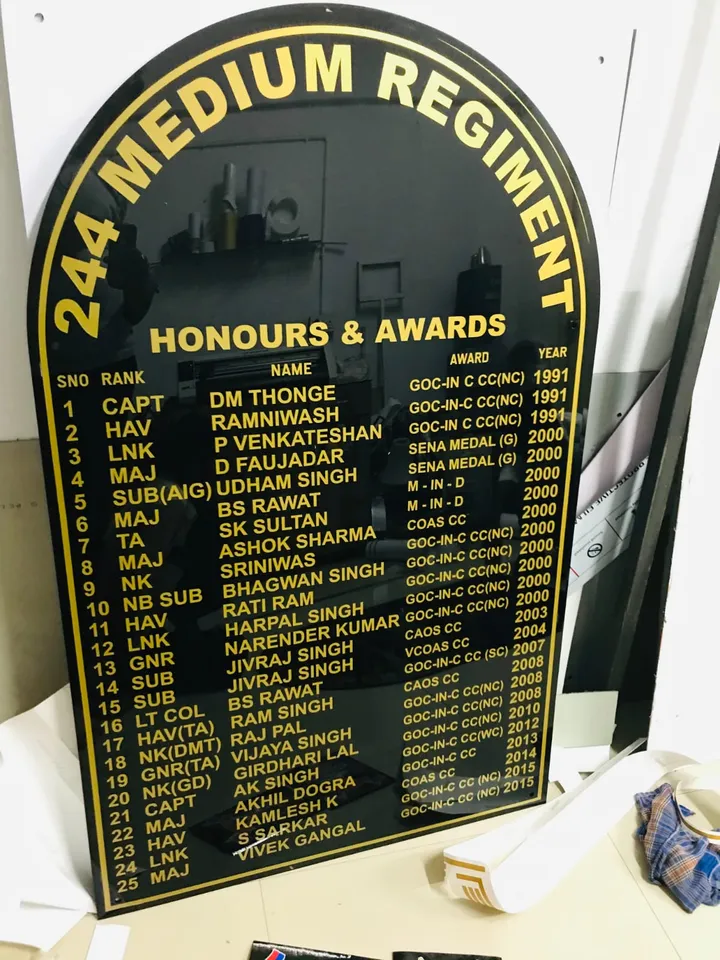 244 MEDIUM REGIMENT
HONOURS & AWARDS
SNO RANK NAME AWARD YEAR
1 CAPT DM THONGE GOC-IN C CC(NC) 1991
2 HAV RAMNIWASH GOC-IN-C CC(NC) 1991
3 LNK P VENKATESHAN GOC-IN C CC(NC) 1991
4 MAJ D FAUJADAR SENA MEDAL (G) 2000
5 SUB(AIG) UDHAM SINGH SENA MEDAL (G) 2000
6 MAJ BS RAWAT M - IN - D 2000
7 TA SK SULTAN M - IN - D 2000
8 MAJ ASHOK SHARMA COAS CC 2000
9 NK SRINIWAS GOC-IN-C CC(NC) 2000
10 NB SUB BHAGWAN SINGH GOC-IN-C CC(NC) 2000
11 HAV RATI RAM GOC-IN-C CC(NC) 2000
12 LNK HARPAL SINGH GOC-IN-C CC(NC) 2000
13 GNR NARENDER KUMAR GOC-IN-C CC(NC) 2000
14 SUB JIVRAJ SINGH CAOS CC 2003
15 SUB JIVRAJ SINGH VCOAS CC 2004
16 LT COL BS RAWAT GOC-IN-C CC (SC) 2007
17 HAV(TA) RAM SINGH CAOS CC 2008
18 NK(DMT) RAJ PAL GOC-IN-C CC(NC) 2008
19 GNR(TA) VIJAYA SINGH GOC-IN-C CC(NC) 2008
20 NK(GD) GIRDHARI LAL GOC-IN-C CC(NC) 2010
21 CAPT AK SINGH GOC-IN-C CC(WC) 2012
22 MAJ AKHIL DOGRA GOC-IN-C CC 2013
23 HAV KAMLESH K COAS CC 2014
24 LNK S SARKAR GOC-IN-C CC (NC) 2015
25 MAJ VIVEK GANGAL GOC-IN-C CC (NC) 2015